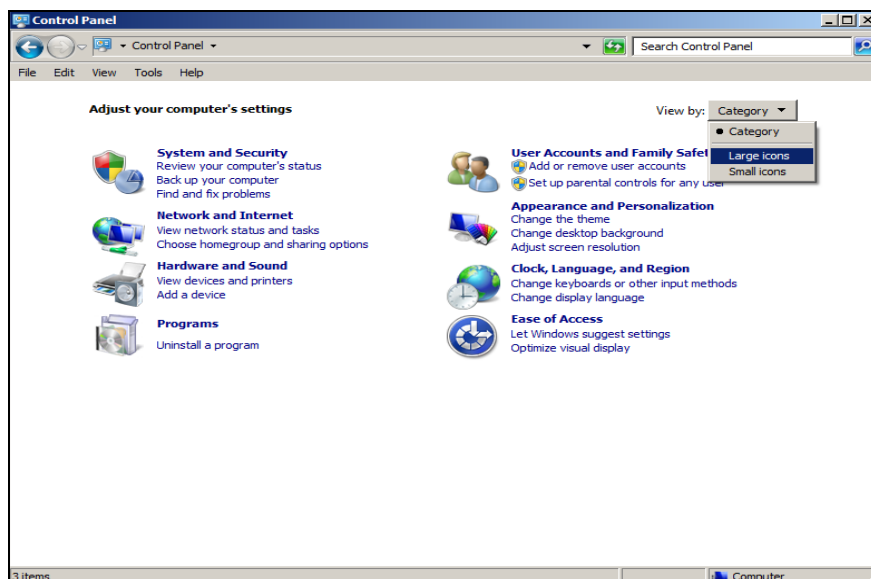 Control Panel
Control Panel
Search Control Panel
File Edit View Tools Help
Adjust your computer's settings
View by: Category
Category
Large icons
Small icons
System and Security
Review your computer's status
Back up your computer
Find and fix problems
Network and Internet
View network status and tasks
Choose homegroup and sharing options
Hardware and Sound
View devices and printers
Add a device
Programs
Uninstall a program
User Accounts and Family Safet
Add or remove user accounts
Set up parental controls for any user
Appearance and Personalization
Change the theme
Change desktop background
Adjust screen resolution
Clock, Language, and Region
Change keyboards or other input methods
Change display language
Ease of Access
Let Windows suggest settings
Optimize visual display
3 items
Computer